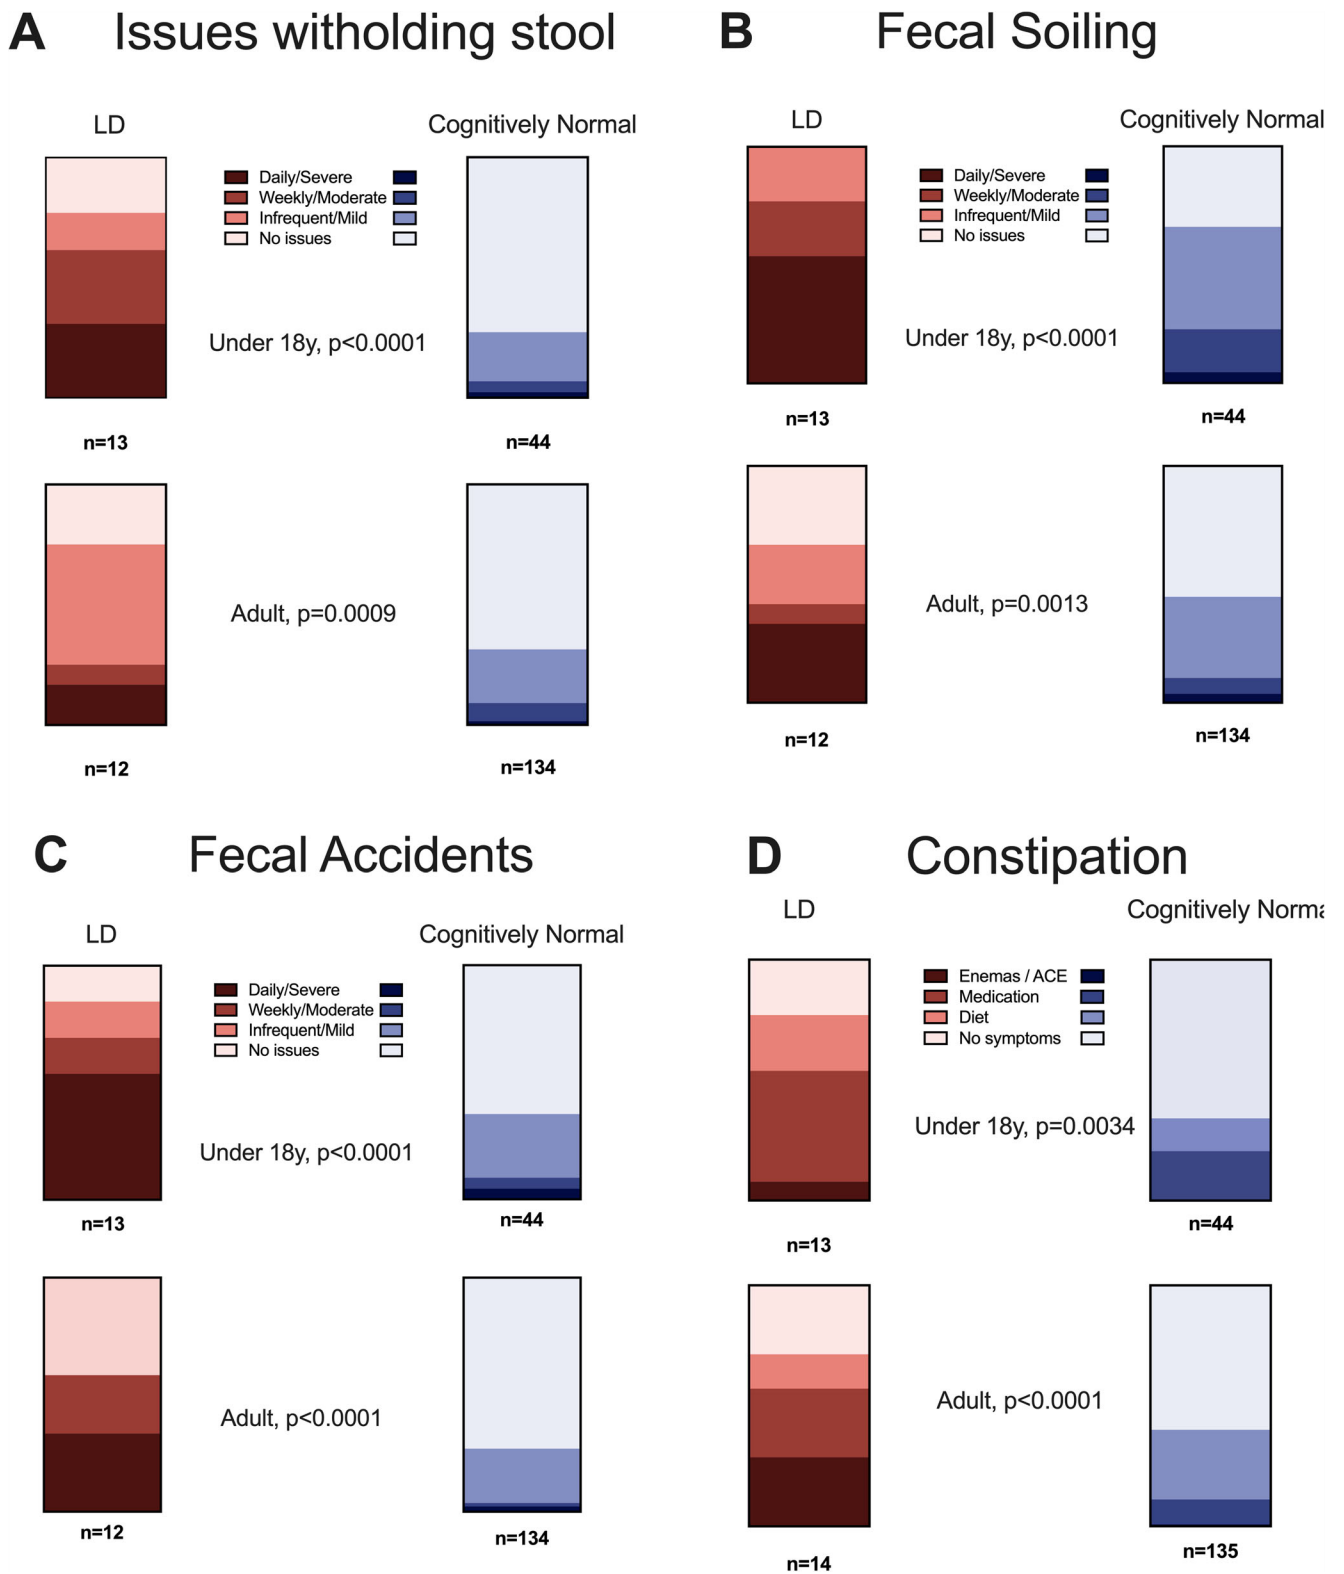 A Issues witholding stool
LD
Cognitively Normal
Daily/Severe
Weekly/Moderate
Infrequent/Mild
No issues
Under 18y, p<0.0001
n=13
n=44
Adult, p=0.0009
n=12
n=134
B Fecal Soiling
LD
Cognitively Normal
Daily/Severe
Weekly/Moderate
Infrequent/Mild
No issues
Under 18y, p<0.0001
n=13
n=44
Adult, p=0.0013
n=12
n=134
C Fecal Accidents
LD
Cognitively Normal
Daily/Severe
Weekly/Moderate
Infrequent/Mild
No issues
Under 18y, p<0.0001
n=13
n=44
Adult, p<0.0001
n=12
n=134
D Constipation
LD
Cognitively Norma
Enemas / ACE
Medication
Diet
No symptoms
Under 18y, p=0.0034
n=13
n=44
Adult, p<0.0001
n=14
n=135